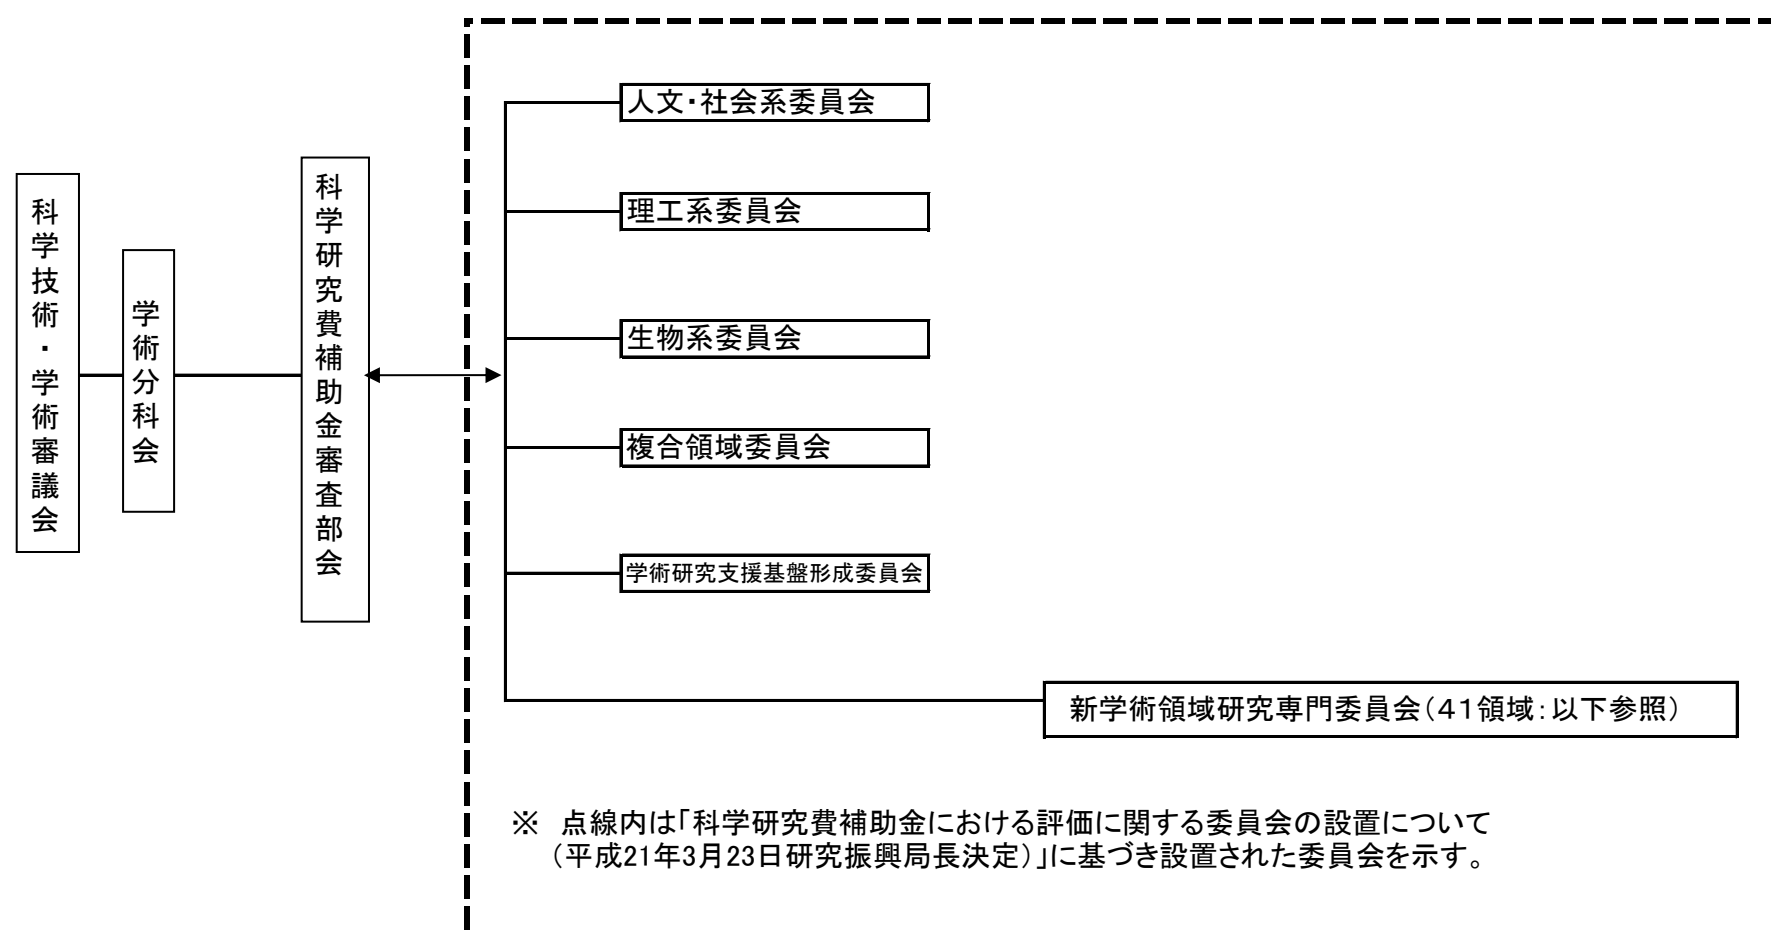 科学技術・学術審議会
学術分科会
科学研究費補助金審査部会
人文・社会系委員会
理工系委員会
生物系委員会
複合領域委員会
学術研究支援基盤形成委員会
新学術領域研究専門委員会(41領域:以下参照)
※ 点線内は「科学研究費補助金における評価に関する委員会の設置について
(平成21年3月23日研究振興局長決定)」に基づき設置された委員会を示す。